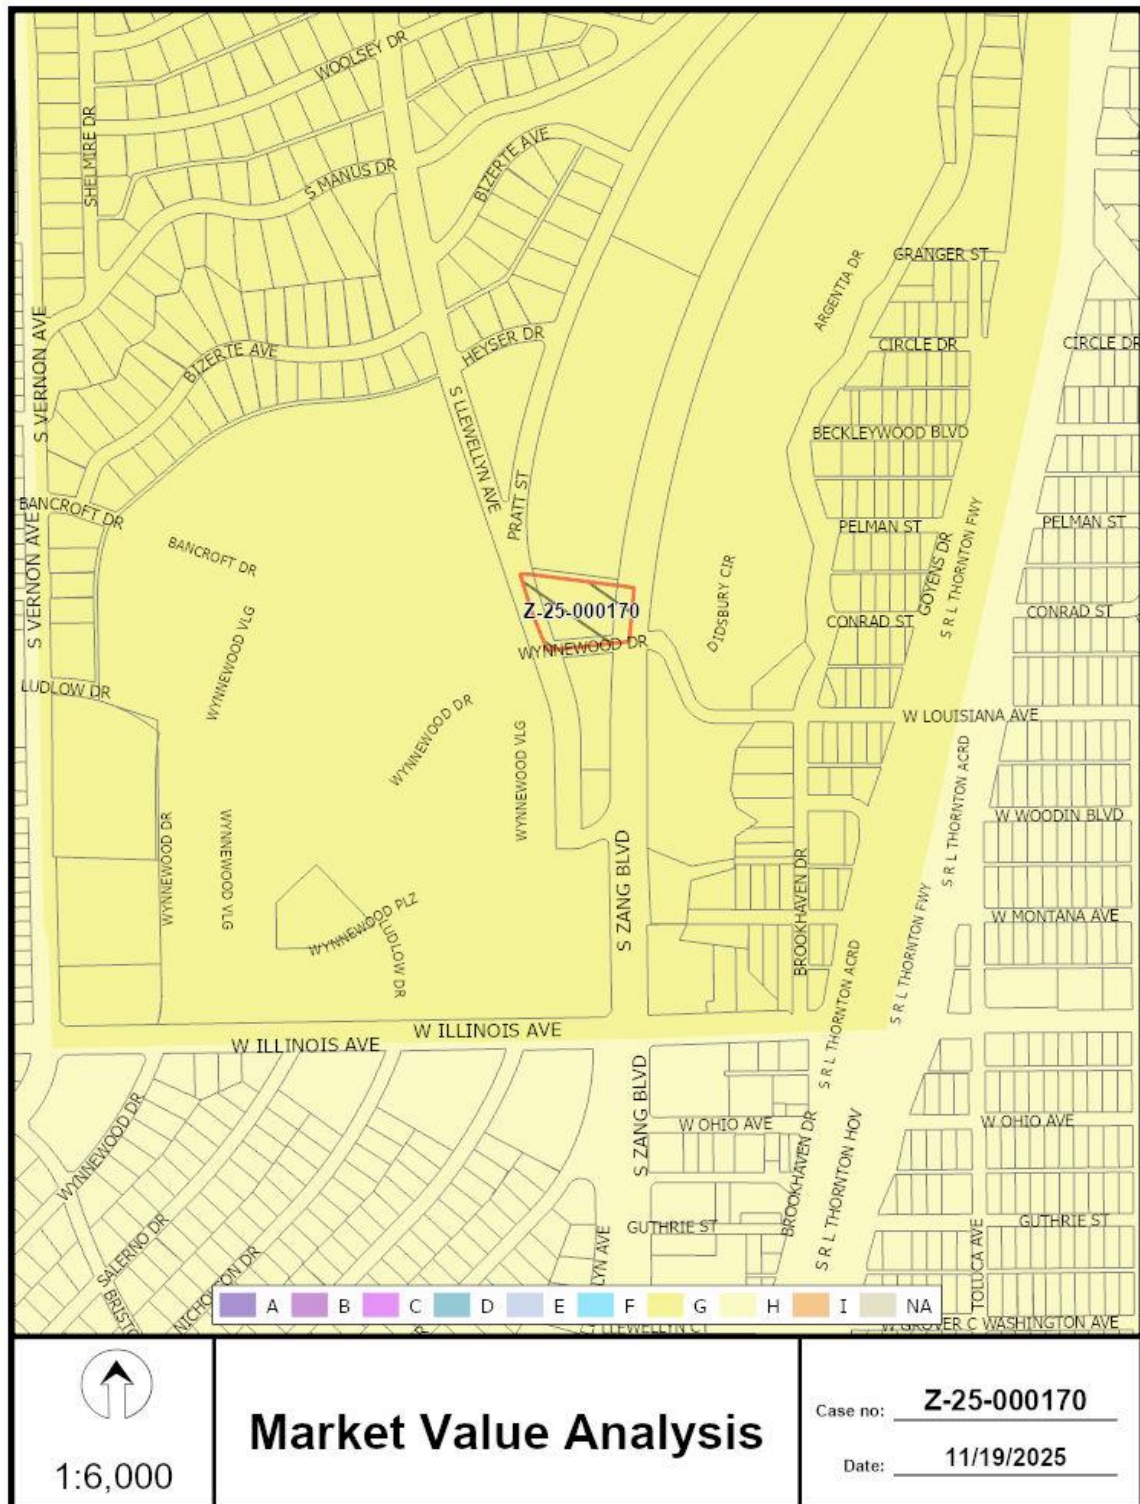 WOOLSEY DR
SHELMIRE DR
BIZERTE AVE
S MANUS DR
GRANGER ST
ARGENTIA DR
S VERNON AVE
HEYSER DR
CIRCLE DR
CIRCLE DR
BIZERTE AVE
S LLEWELLYN AVE
BECKLEYWOOD BLVD
PRATT ST
BANCROFT DR
PELMAN ST
PELMAN ST
S R L THORNTON FWY
GOYENS DR
S VERNON AVE
BANCROFT DR
DIDSBURY CIR
Z-25-000170
CONRAD ST
CONRAD ST
WYNNEWOOD VLG
WYNNEWOOD DR
LUDLOW DR
W LOUISIANA AVE
WYNNEWOOD DR
WYNNEWOOD VLG
S R L THORNTON ACRD
W WOODIN BLVD
WYNNEWOOD DR
WYNNEWOOD VLG
S ZANG BLVD
BROOKHAVEN DR
W MONTANA AVE
WYNNEWOOD PLZ
LUDLOW DR
S R L THORNTON FWY
S R L THORNTON ACRD
W ILLINOIS AVE
W ILLINOIS AVE
S ZANG BLVD
W OHIO AVE
W OHIO AVE
WYNNEWOOD DR
BROOKHAVEN DR
S R L THORNTON HOV
SALERNO DR
GUTHRIE ST
GUTHRIE ST
NICHOLSON DR
LYN AVE
TOLUCA AVE
A B C D E F G H I NA
LLEWELLYN CT
W GROVER C WASHINGTON AVE
1:6,000
Market Value Analysis
Case no: Z-25-000170
Date: 11/19/2025